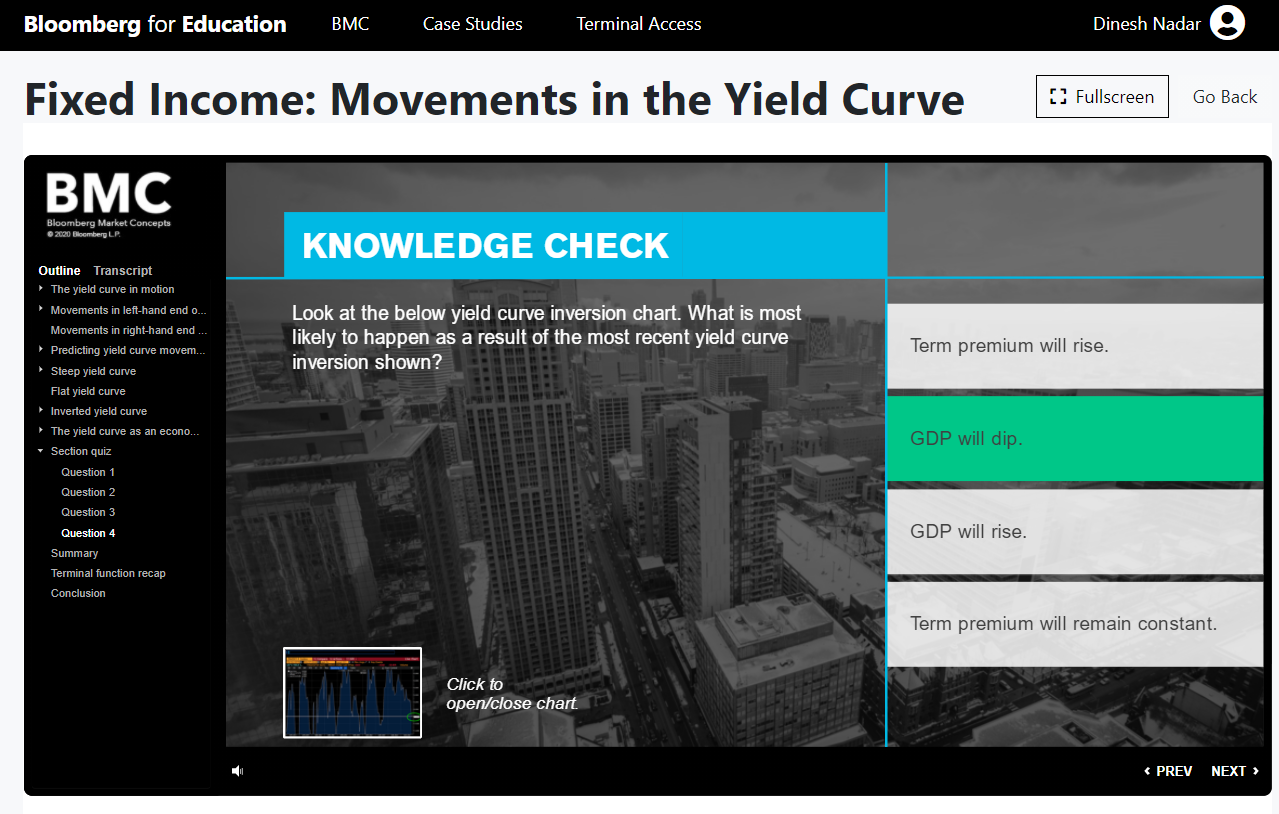 Bloomberg for Education
BMC
Case Studies
Terminal Access
Dinesh Nadar
Fixed Income: Movements in the Yield Curve
Fullscreen
Go Back
BMC
Bloomberg Market Concepts
© 2020 Bloomberg L.P.
Outline
Transcript
The yield curve in motion
Movements in left-hand end o...
Movements in right-hand end ...
Predicting yield curve movem...
Steep yield curve
Flat yield curve
Inverted yield curve
The yield curve as an econo...
Section quiz
Question 1
Question 2
Question 3
Question 4
Summary
Terminal function recap
Conclusion
KNOWLEDGE CHECK
Look at the below yield curve inversion chart. What is most
likely to happen as a result of the most recent yield curve
inversion shown?
Click to
open/close chart.
Term premium will rise.
GDP will dip.
GDP will rise.
Term premium will remain constant.
PREV
NEXT